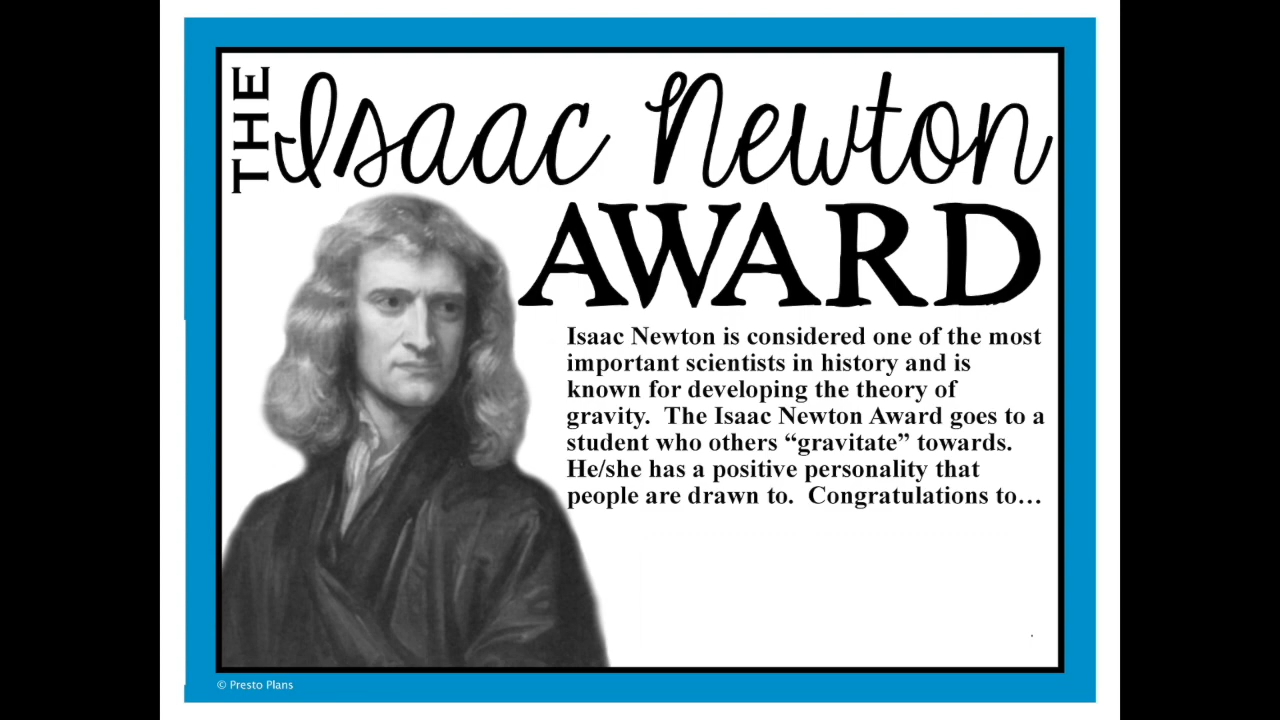 THE
Isaac Newton
AWARD
Isaac Newton is considered one of the most
important scientists in history and is
known for developing the theory of
gravity.  The Isaac Newton Award goes to a
student who others “gravitate” towards.
He/she has a positive personality that
people are drawn to.  Congratulations to…
© Presto Plans